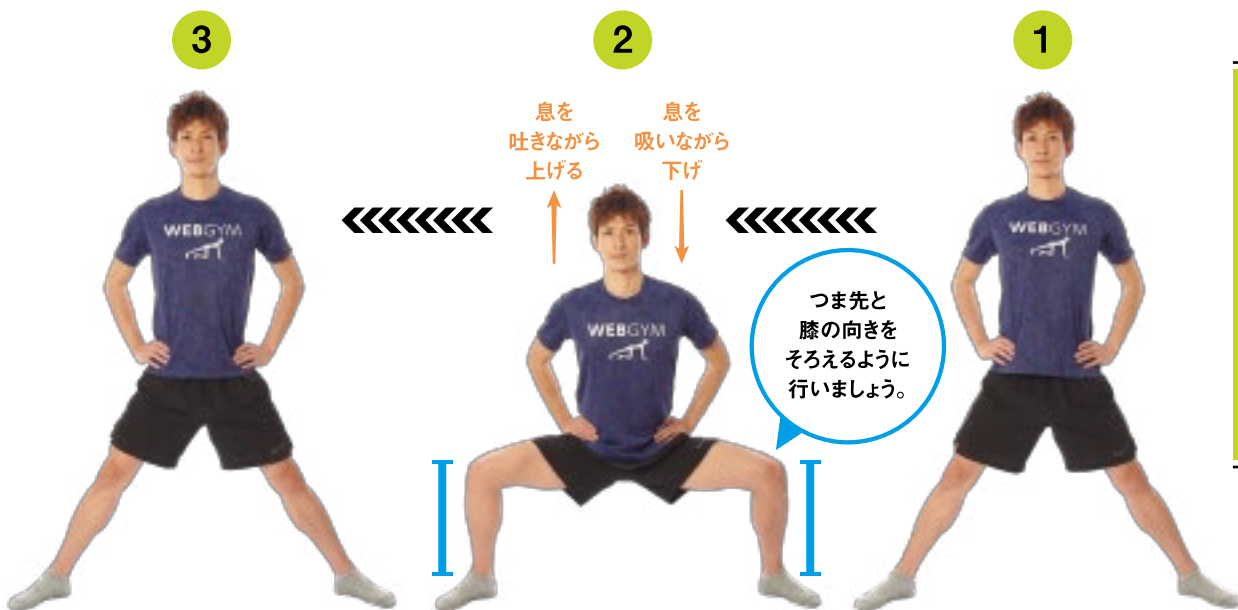 1
WEBGYM
つま先と
膝の向きを
そろえるように
行いましょう。
2
息を
吸いながら
下げ
息を
吐きながら
上げる
WEBGYM
3
WEBGYM